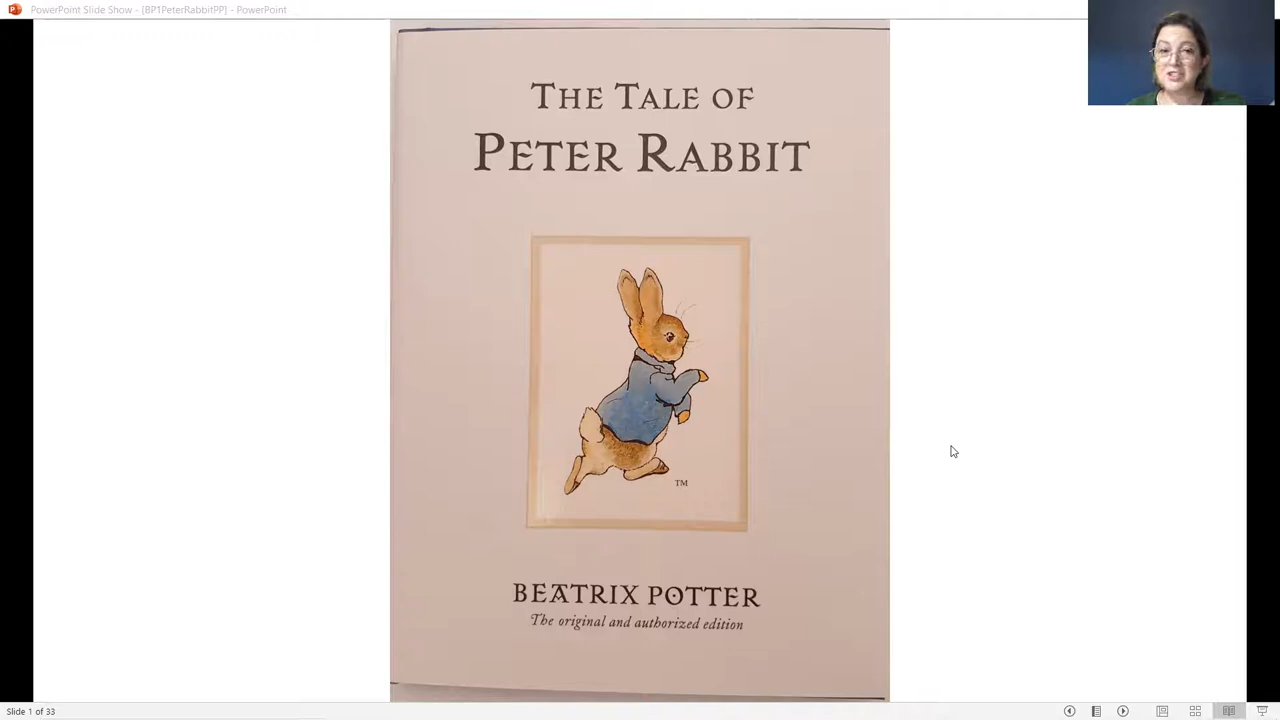 PowerPoint Slide Show - [BP1PeterRabbitPP] - PowerPoint
THE TALE OF
PETER RABBIT
TM
BEATRIX POTTER
The original and authorized edition
Slide 1 of 33